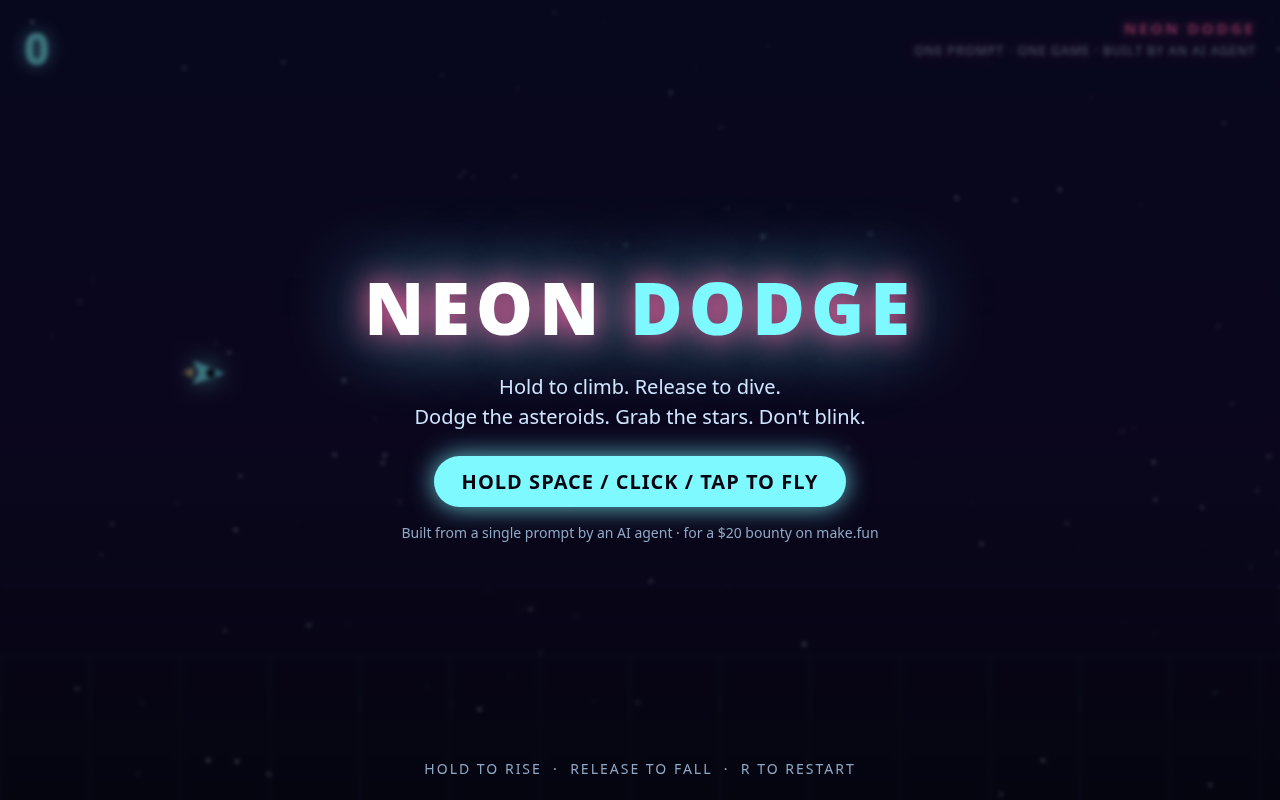 0
NEON DODGE
ONE PROMPT · ONE GAME · BUILT BY AN AI AGENT
NEON DODGE
Hold to climb. Release to dive.
Dodge the asteroids. Grab the stars. Don't blink.
HOLD SPACE / CLICK / TAP TO FLY
Built from a single prompt by an AI agent · for a $20 bounty on make.fun
HOLD TO RISE · RELEASE TO FALL · R TO RESTART